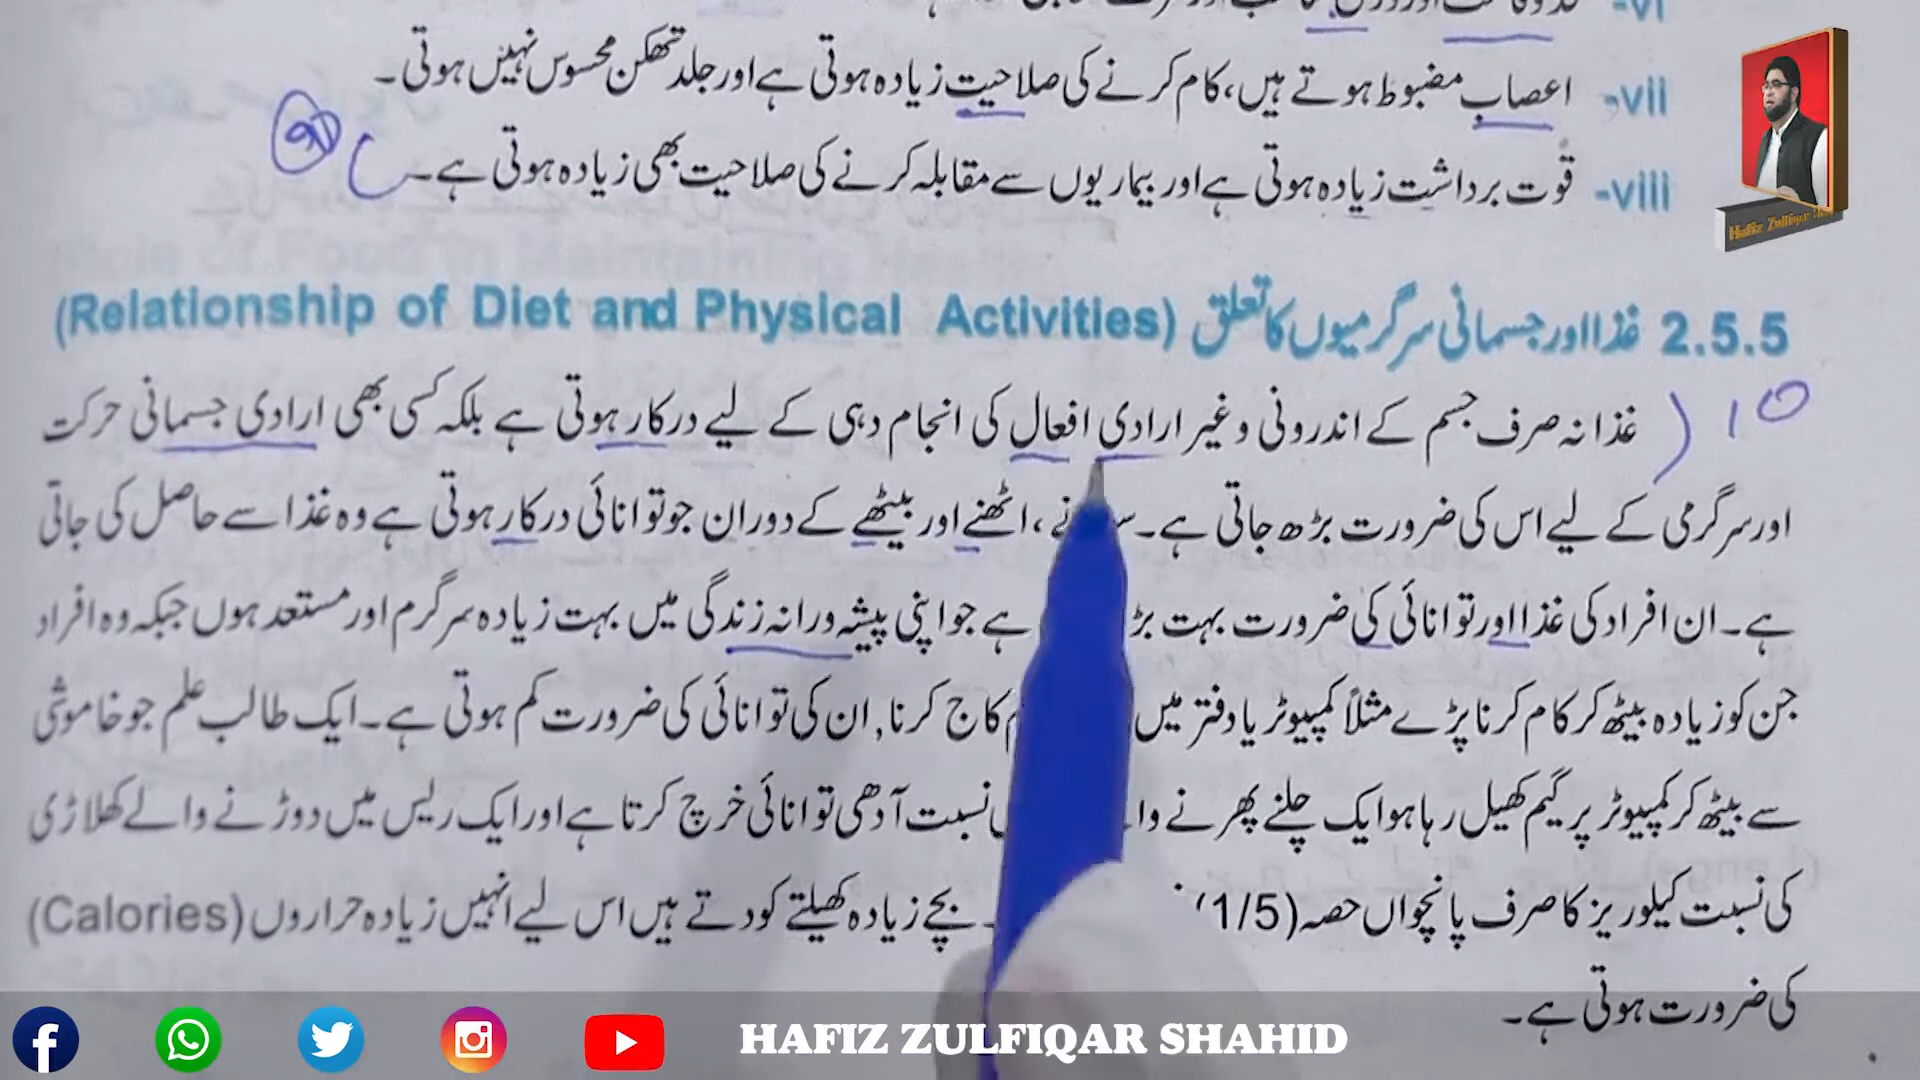 vii- اعصاب مضبوط ہوتے ہیں، کام کرنے کی صلاحیت زیادہ ہوتی ہے اور جلد تھکن محسوس نہیں ہوتی۔
viii- قوت برداشت زیادہ ہوتی ہے اور بیماریوں سے مقابلہ کرنے کی صلاحیت بھی زیادہ ہوتی ہے۔
Hafiz Zulfiqar
2.5.5 غذا اور جسمانی سرگرمیوں کا تعلق (Relationship of Diet and Physical Activities)
غذا نہ صرف جسم کے اندرونی و غیر ارادی افعال کی انجام دہی کے لیے درکار ہوتی ہے بلکہ کسی بھی ارادی جسمانی حرکت
10
اور سرگرمی کے لیے اس کی ضرورت بڑھ جاتی ہے۔ ، اٹھنے اور بیٹھے کے دوران جو توانائی درکار ہوتی ہے وہ غذا سے حاصل کی جاتی
ہے۔ ان افراد کی غذا اور توانائی کی ضرورت بہت ہے جو اپنی پیشہ ورانہ زندگی میں بہت زیادہ سرگرم اور مستعد ہوں جبکہ وہ افراد
جن کو زیادہ بیٹھ کر کام کرنا پڑے مثلاً کمپیوٹر یا دفتر میں کاج کرنا, ان کی توانائی کی ضرورت کم ہوتی ہے۔ ایک طالب علم جو خاموشی
سے بیٹھ کر کمپیوٹر پر گیم کھیل رہا ہو ایک چلنے پھرنے نسبت آدھی توانائی خرچ کرتا ہے اور ایک ریس میں دوڑنے والے کھلاڑی
کی نسبت کیلوریز کا صرف پانچواں حصہ (1/5) بچے زیادہ کھیلتے کودتے ہیں اس لیے انہیں زیادہ حراروں (Calories)
کی ضرورت ہوتی ہے۔
HAFIZ ZULFIQAR SHAHID